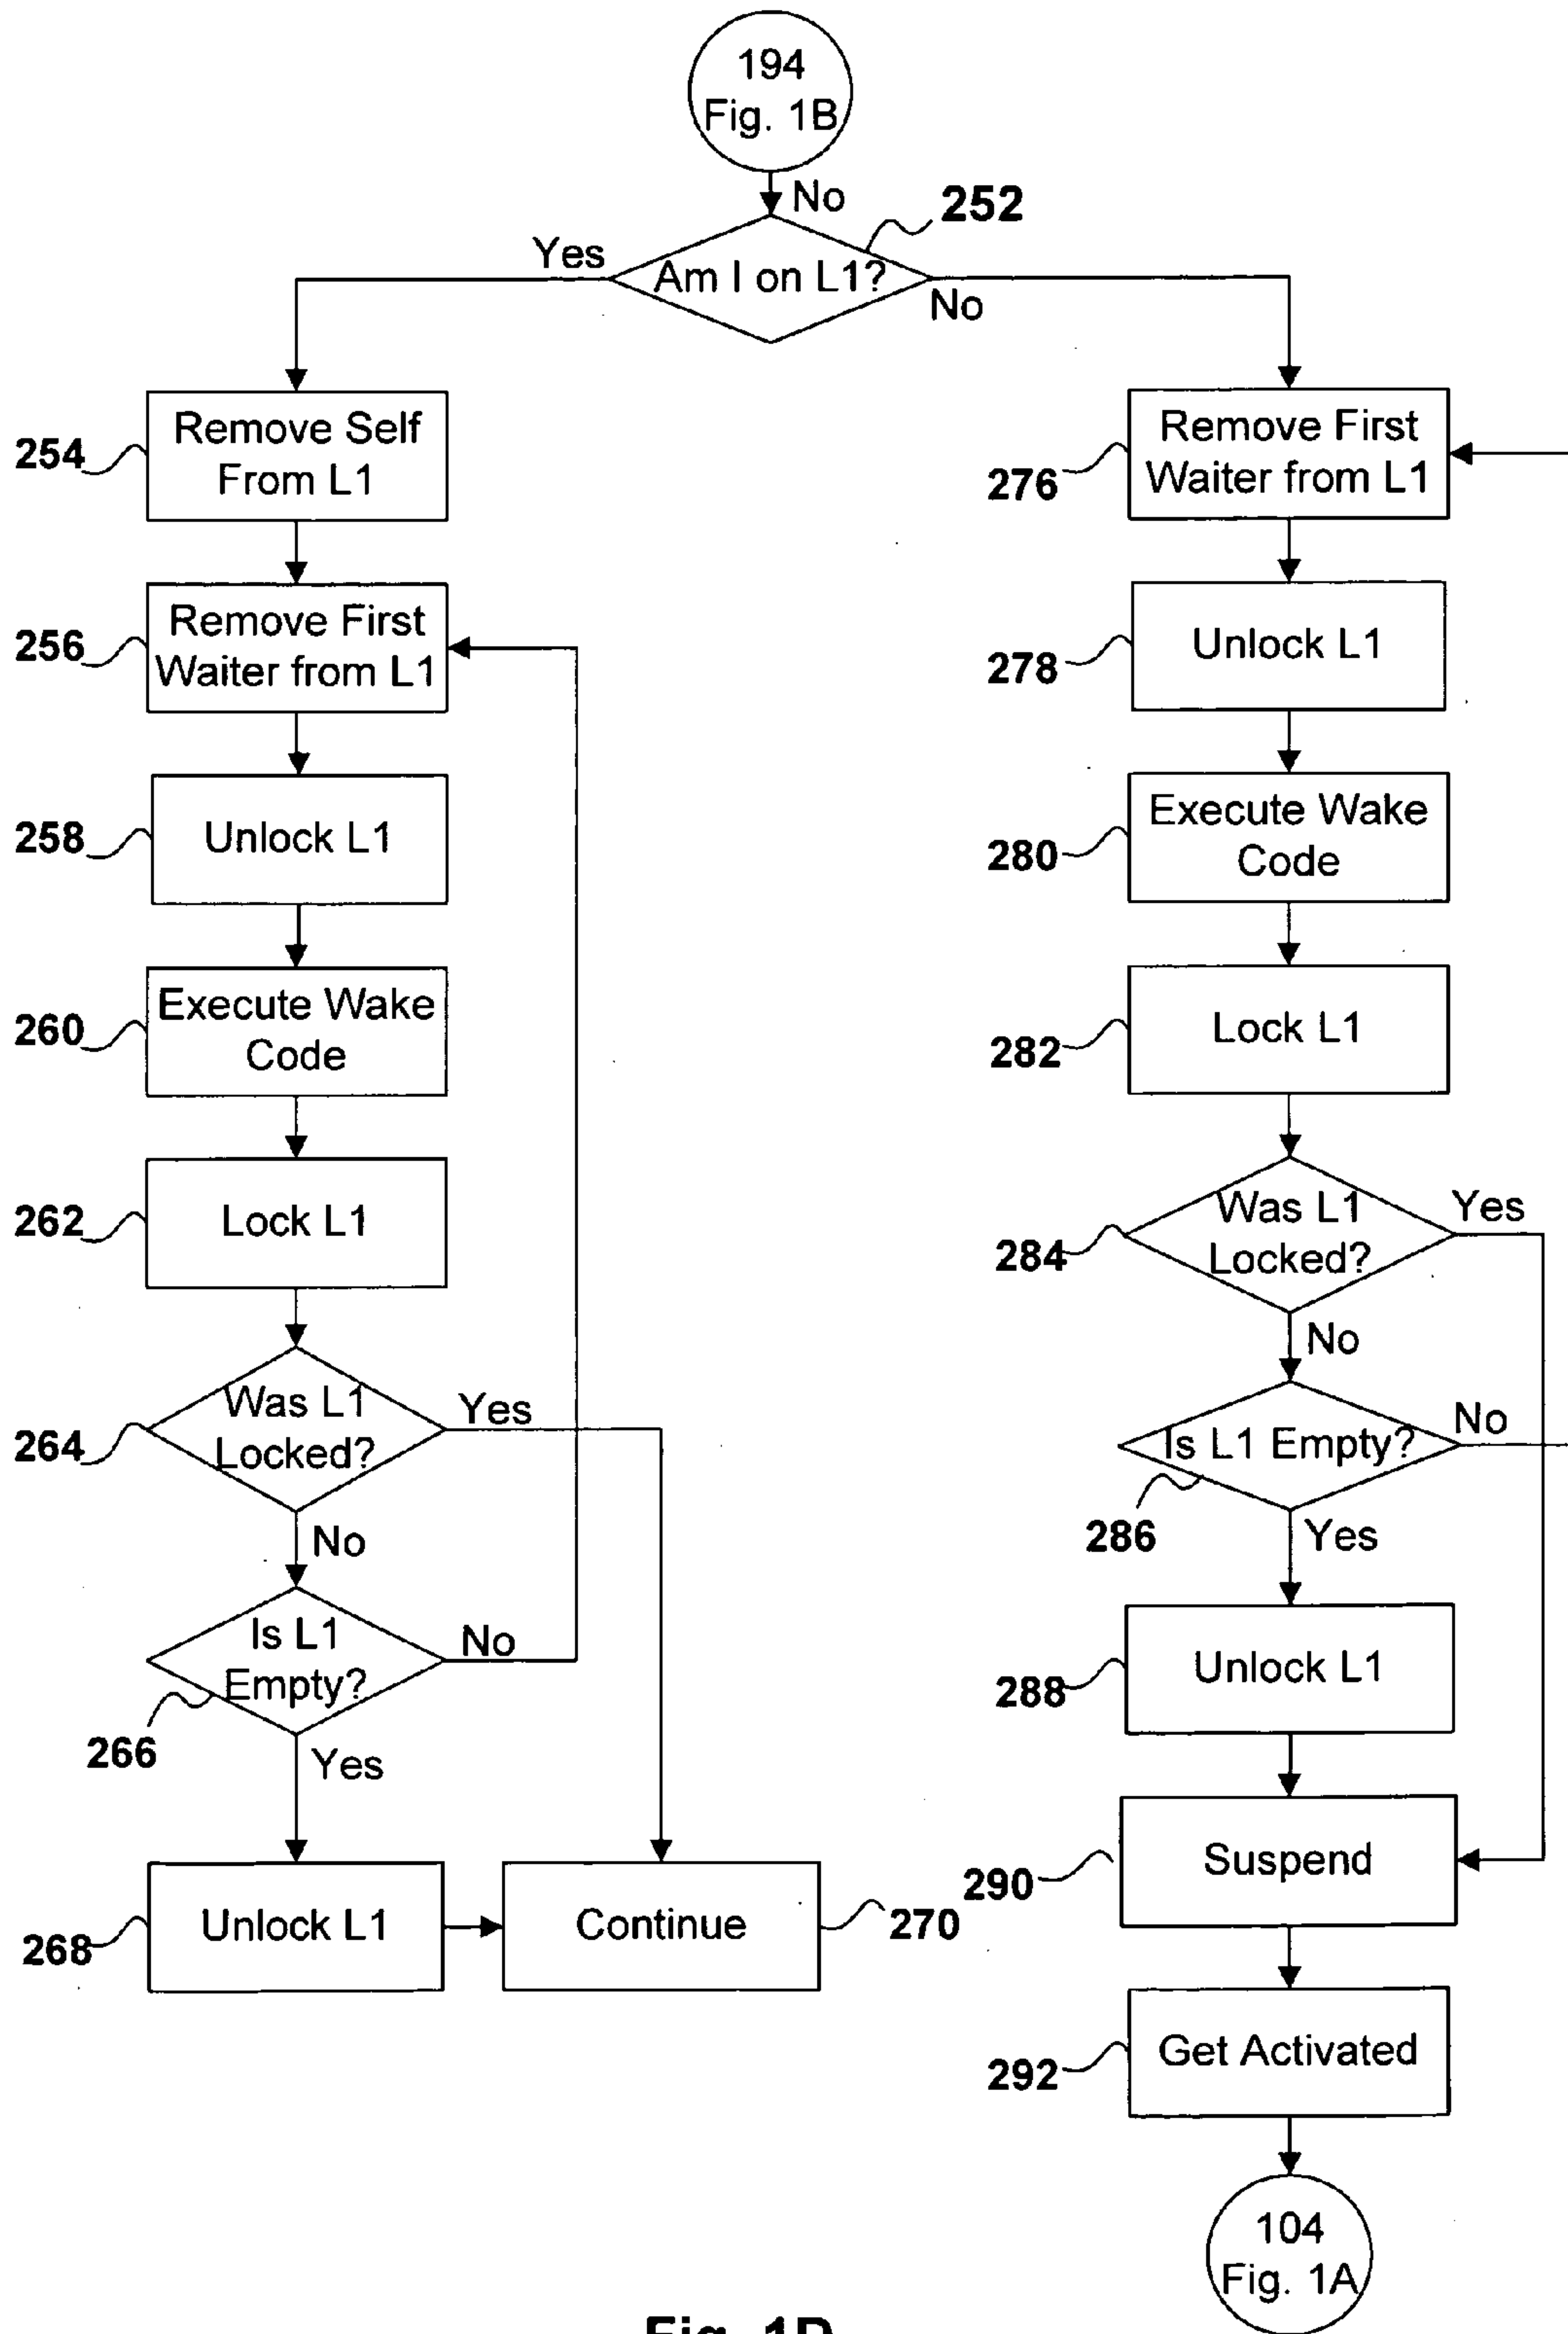 194
Fig. 1B
No
252
Yes
Am I on L1?
No
254
Remove Self
From L1
256
Remove First
Waiter from L1
258
Unlock L1
260
Execute Wake
Code
262
Lock L1
264
Was L1
Locked?
Yes
No
266
Is L1
Empty?
No
Yes
268
Unlock L1
Continue
270
276
Remove First
Waiter from L1
278
Unlock L1
280
Execute Wake
Code
282
Lock L1
284
Was L1
Locked?
Yes
No
286
Is L1 Empty?
No
Yes
288
Unlock L1
290
Suspend
292
Get Activated
104
Fig. 1A
Fig. 1D